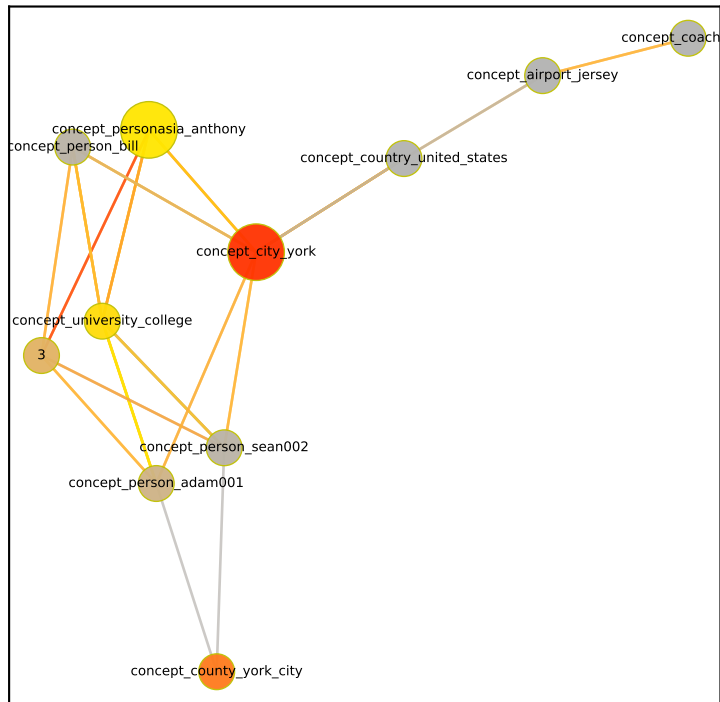 concept_coach
concept_airport_jersey
concept_personasia_anthony
concept_person_bill
concept_country_united_states
concept_city_york
concept_university_college
3
concept_person_sean002
concept_person_adam001
concept_county_york_city